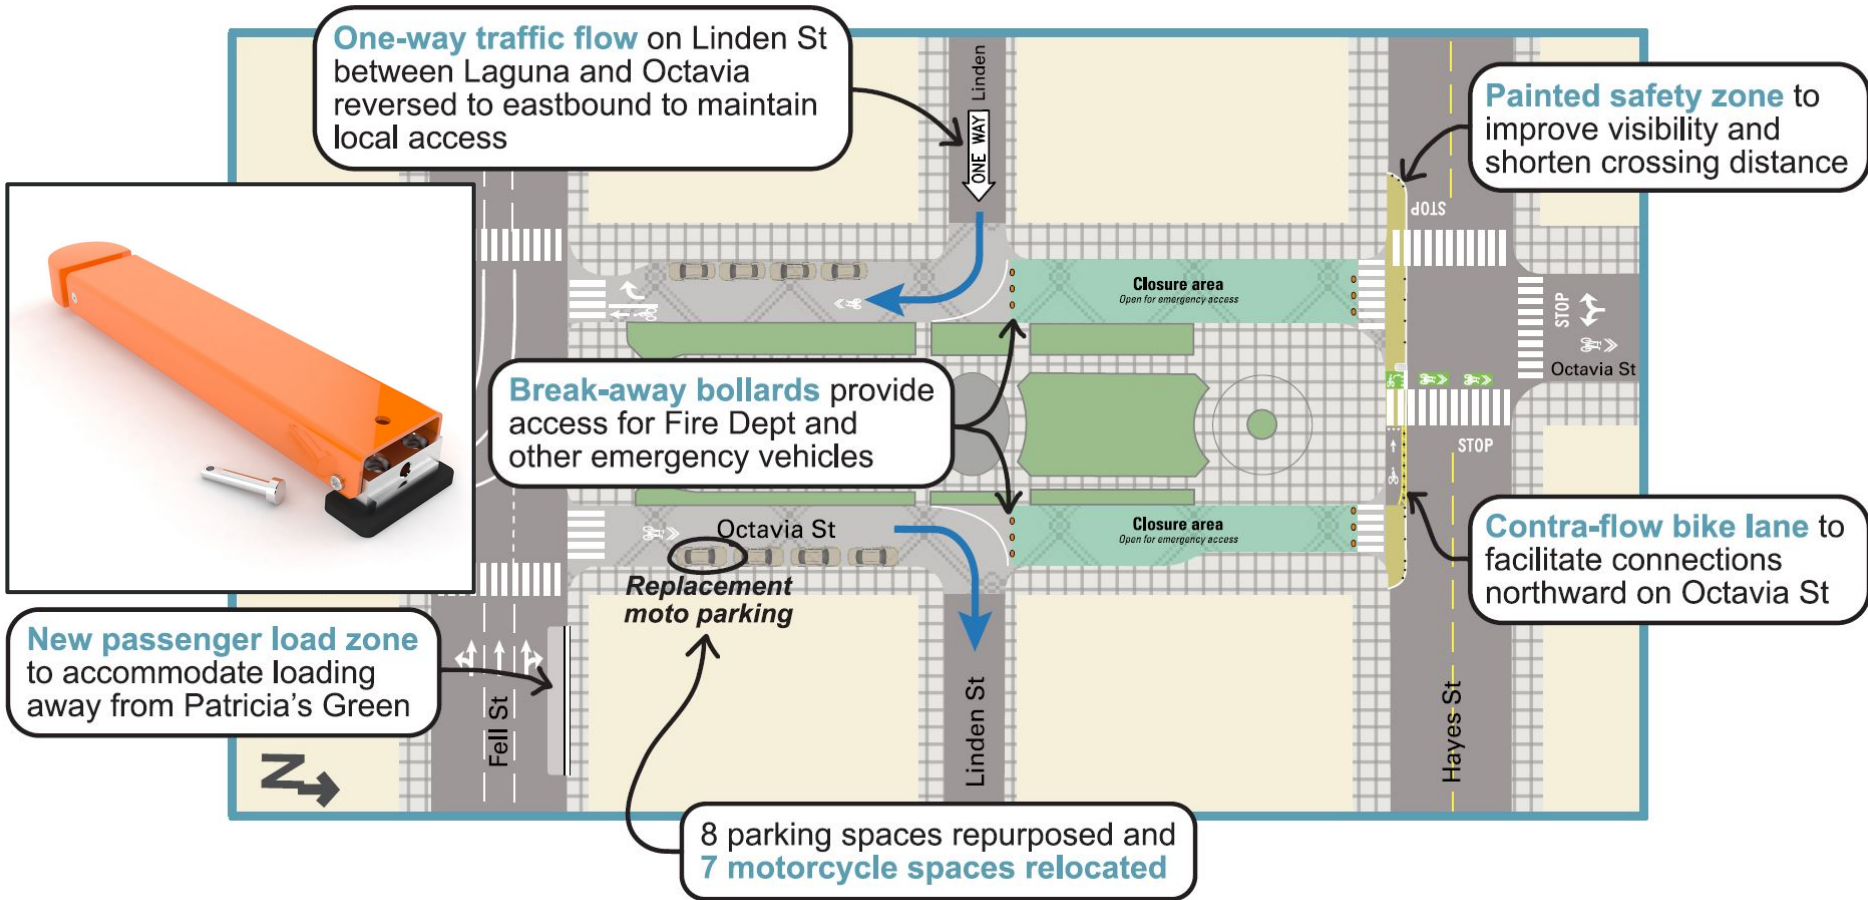 One-way traffic flow on Linden St
between Laguna and Octavia
reversed to eastbound to maintain
local access
Linden
ONE WAY
Painted safety zone to
improve visibility and
shorten crossing distance
STOP
Closure area
Open for emergency access
STOP
Octavia St
Break-away bollards provide
access for Fire Dept and
other emergency vehicles
STOP
Octavia St
Closure area
Open for emergency access
Contra-flow bike lane to
facilitate connections
northward on Octavia St
Replacement
moto parking
New passenger load zone
to accommodate loading
away from Patricia's Green
Fell St
Linden St
Hayes St
N
8 parking spaces repurposed and
7 motorcycle spaces relocated